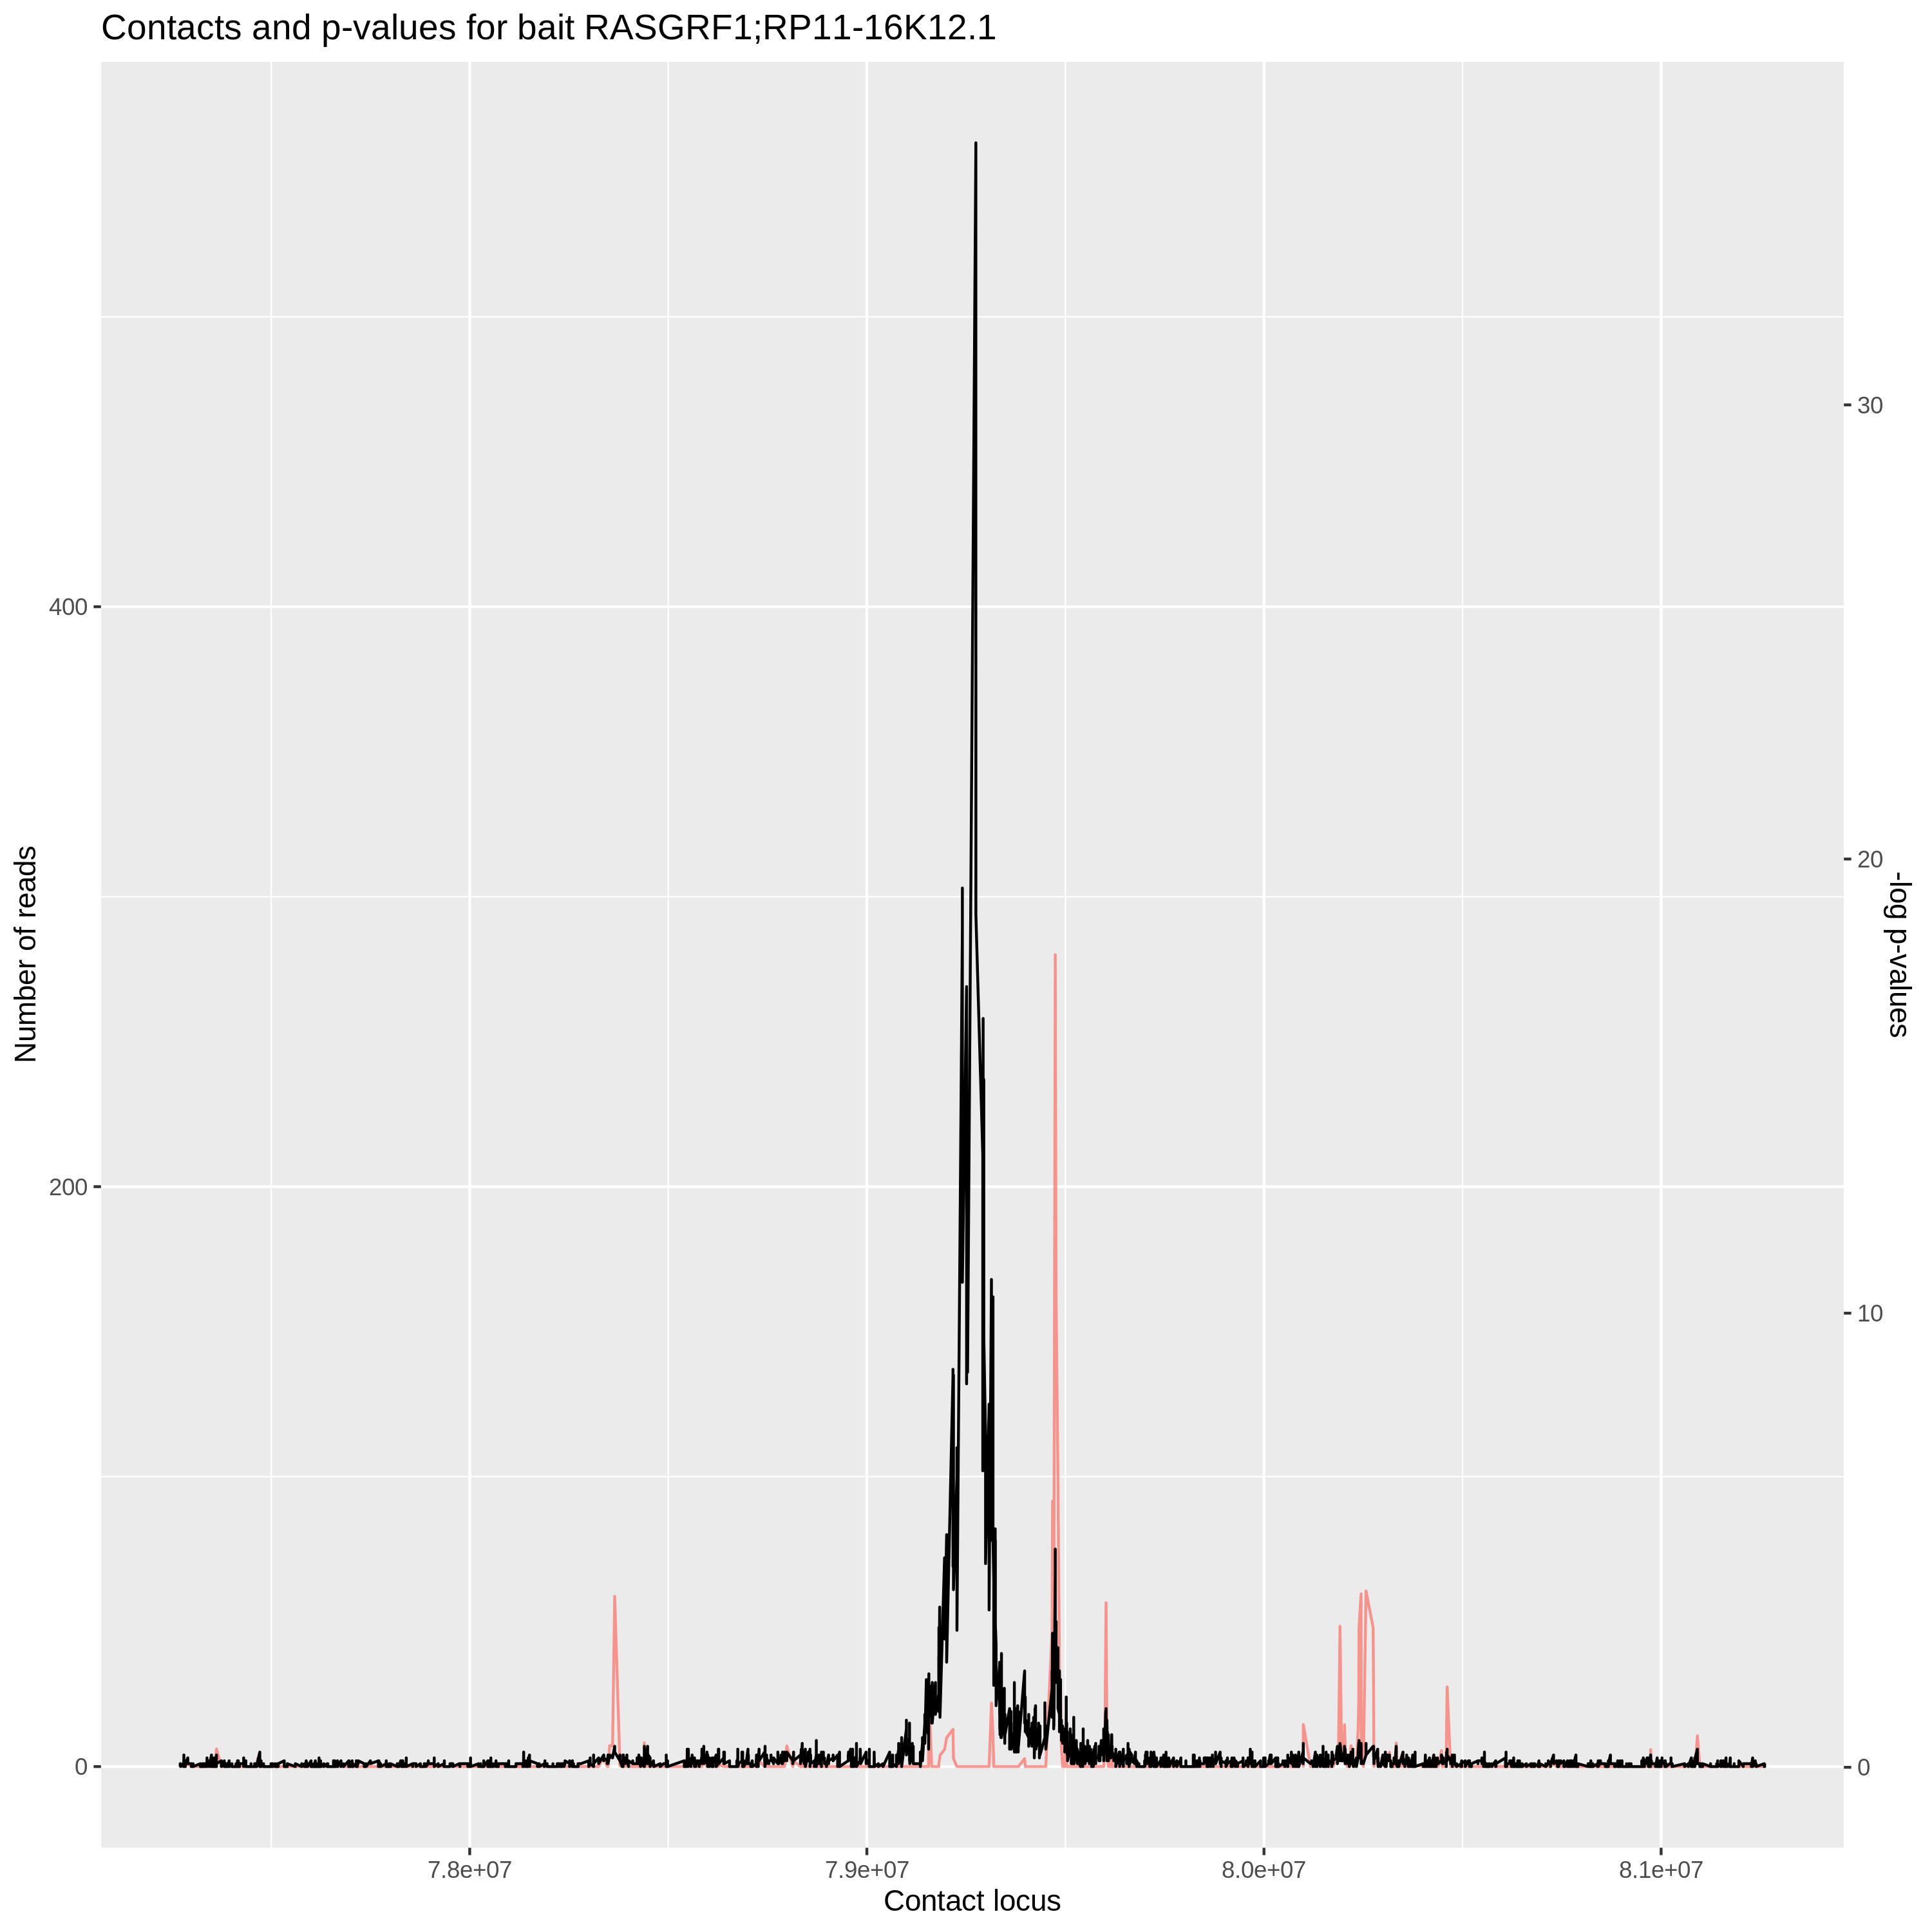 Contacts and p-values for bait RASGRF1;RP11-16K12.1
Number of reads
400
200
0
30
20
10
0
-log p-values
7.8e+07 7.9e+07 8.0e+07 8.1e+07
Contact locus